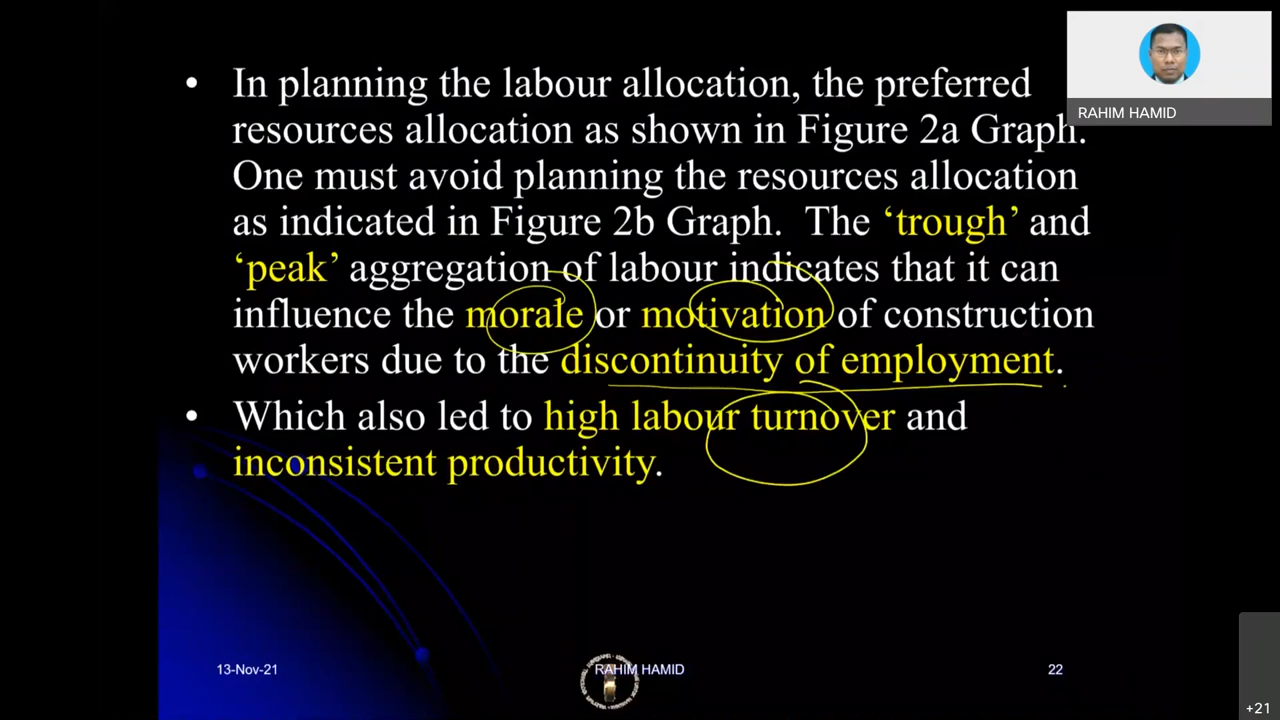 • In planning the labour allocation, the preferred
resources allocation as shown in Figure 2a Graph.
One must avoid planning the resources allocation
as indicated in Figure 2b Graph. The ‘trough’ and
‘peak’ aggregation of labour indicates that it can
influence the morale or motivation of construction
workers due to the discontinuity of employment.
• Which also led to high labour turnover and
inconsistent productivity.
RAHIM HAMID
13-Nov-21
RAHIM HAMID
22
+21